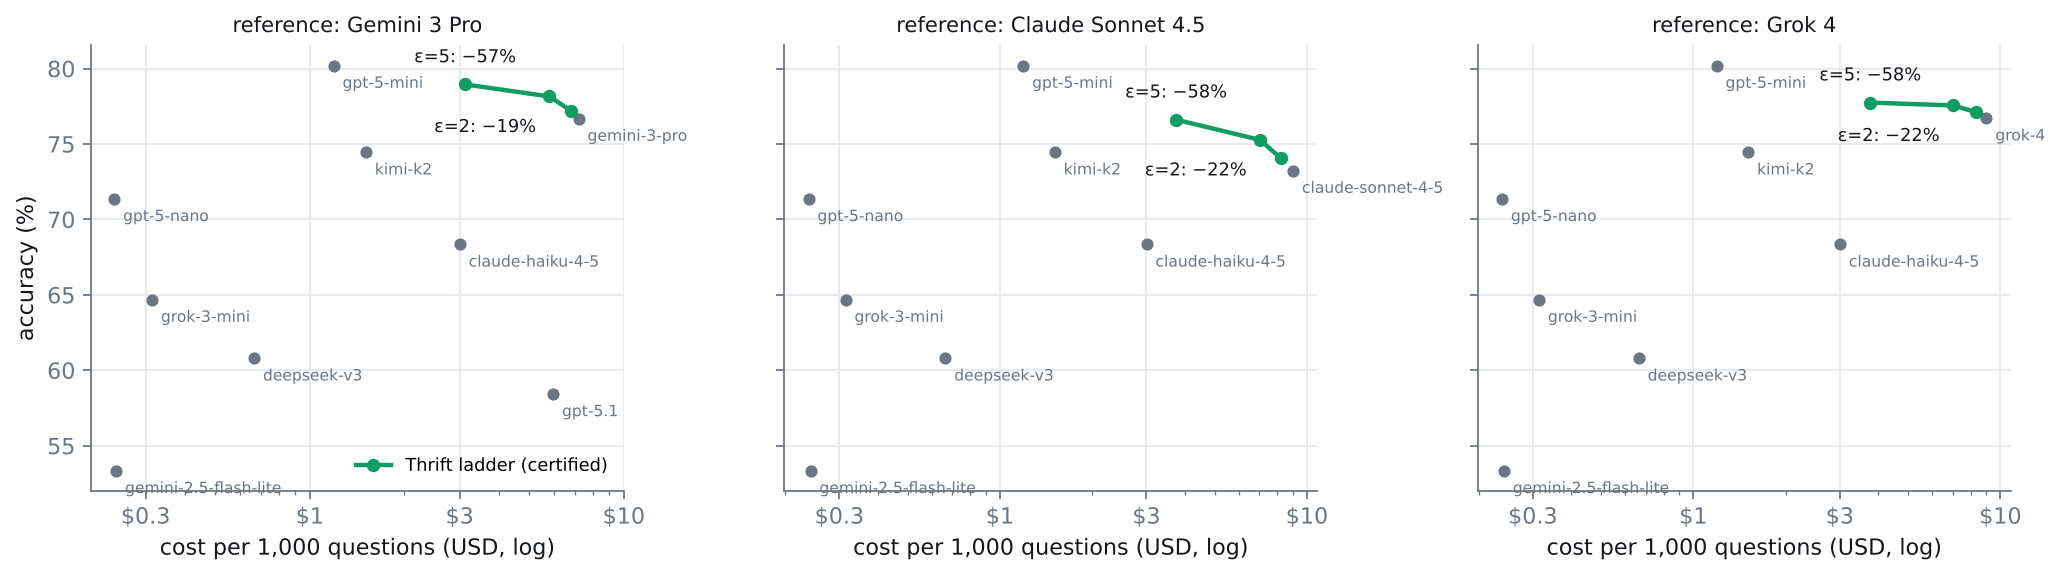 reference: Gemini 3 Pro
ε=5: −57%
80
gpt-5-mini
ε=2: −19%
gemini-3-pro
75
kimi-k2
70
gpt-5-nano
claude-haiku-4-5
65
grok-3-mini
60
deepseek-v3
gpt-5.1
55
Thrift ladder (certified)
gemini-2.5-flash-lite
accuracy (%)
$0.3
$1
$3
$10
cost per 1,000 questions (USD, log)
reference: Claude Sonnet 4.5
gpt-5-mini
ε=5: −58%
kimi-k2
ε=2: −22%
claude-sonnet-4-5
gpt-5-nano
claude-haiku-4-5
grok-3-mini
deepseek-v3
gemini-2.5-flash-lite
$0.3
$1
$3
$10
cost per 1,000 questions (USD, log)
reference: Grok 4
ε=5: −58%
gpt-5-mini
ε=2: −22%
grok-4
kimi-k2
gpt-5-nano
claude-haiku-4-5
grok-3-mini
deepseek-v3
gemini-2.5-flash-lite
$0.3
$1
$3
$10
cost per 1,000 questions (USD, log)